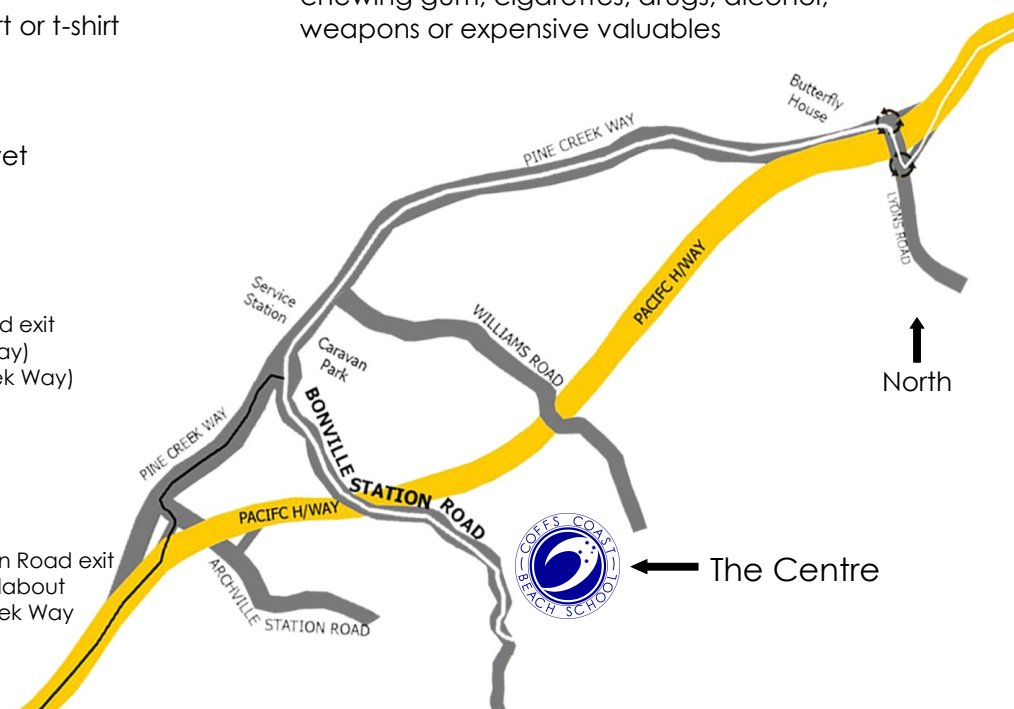 rt or t-shirt
chewing gum, cigarettes, drugs, alcohol,
weapons or expensive valuables
vet
d exit
ay)
ek Way)
n Road exit
dabout
ek Way
Butterfly
House
PINE CREEK WAY
LYONS ROAD
PACIFC H/WAY
Service
Station
WILLIAMS ROAD
Caravan
Park
North
BONVILLE STATION ROAD
PINE CREEK WAY
PACIFC H/WAY
COFFS COAST
BEACH SCHOOL
The Centre
ARCHVILLE STATION ROAD